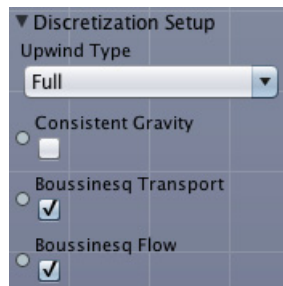 Discretization Setup
Upwind Type
Full
Consistent Gravity
Boussinesq Transport
Boussinesq Flow